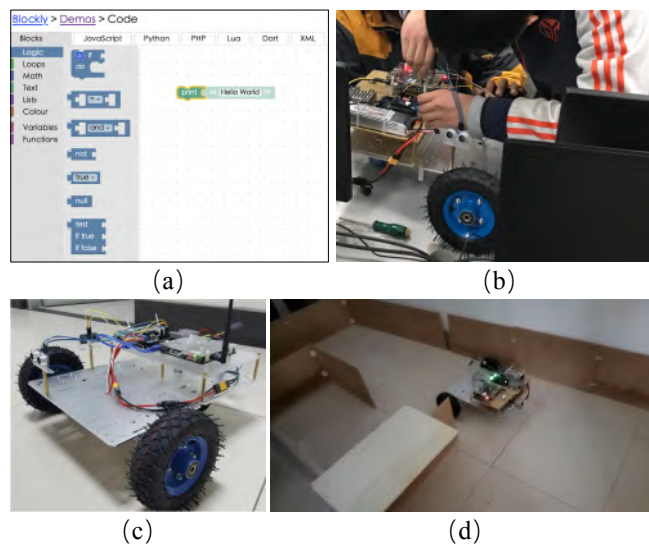 Blockly > Demos > Code
Blocks JavaScript Python PHP Lua Dart XML
Logic
Loops
Math
Text
Lists
Colour
Variables
Functions
if
do
=
and
not
true
null
test
if true
if false
print “ Hello World ”
(a)
(b)
(c)
(d)